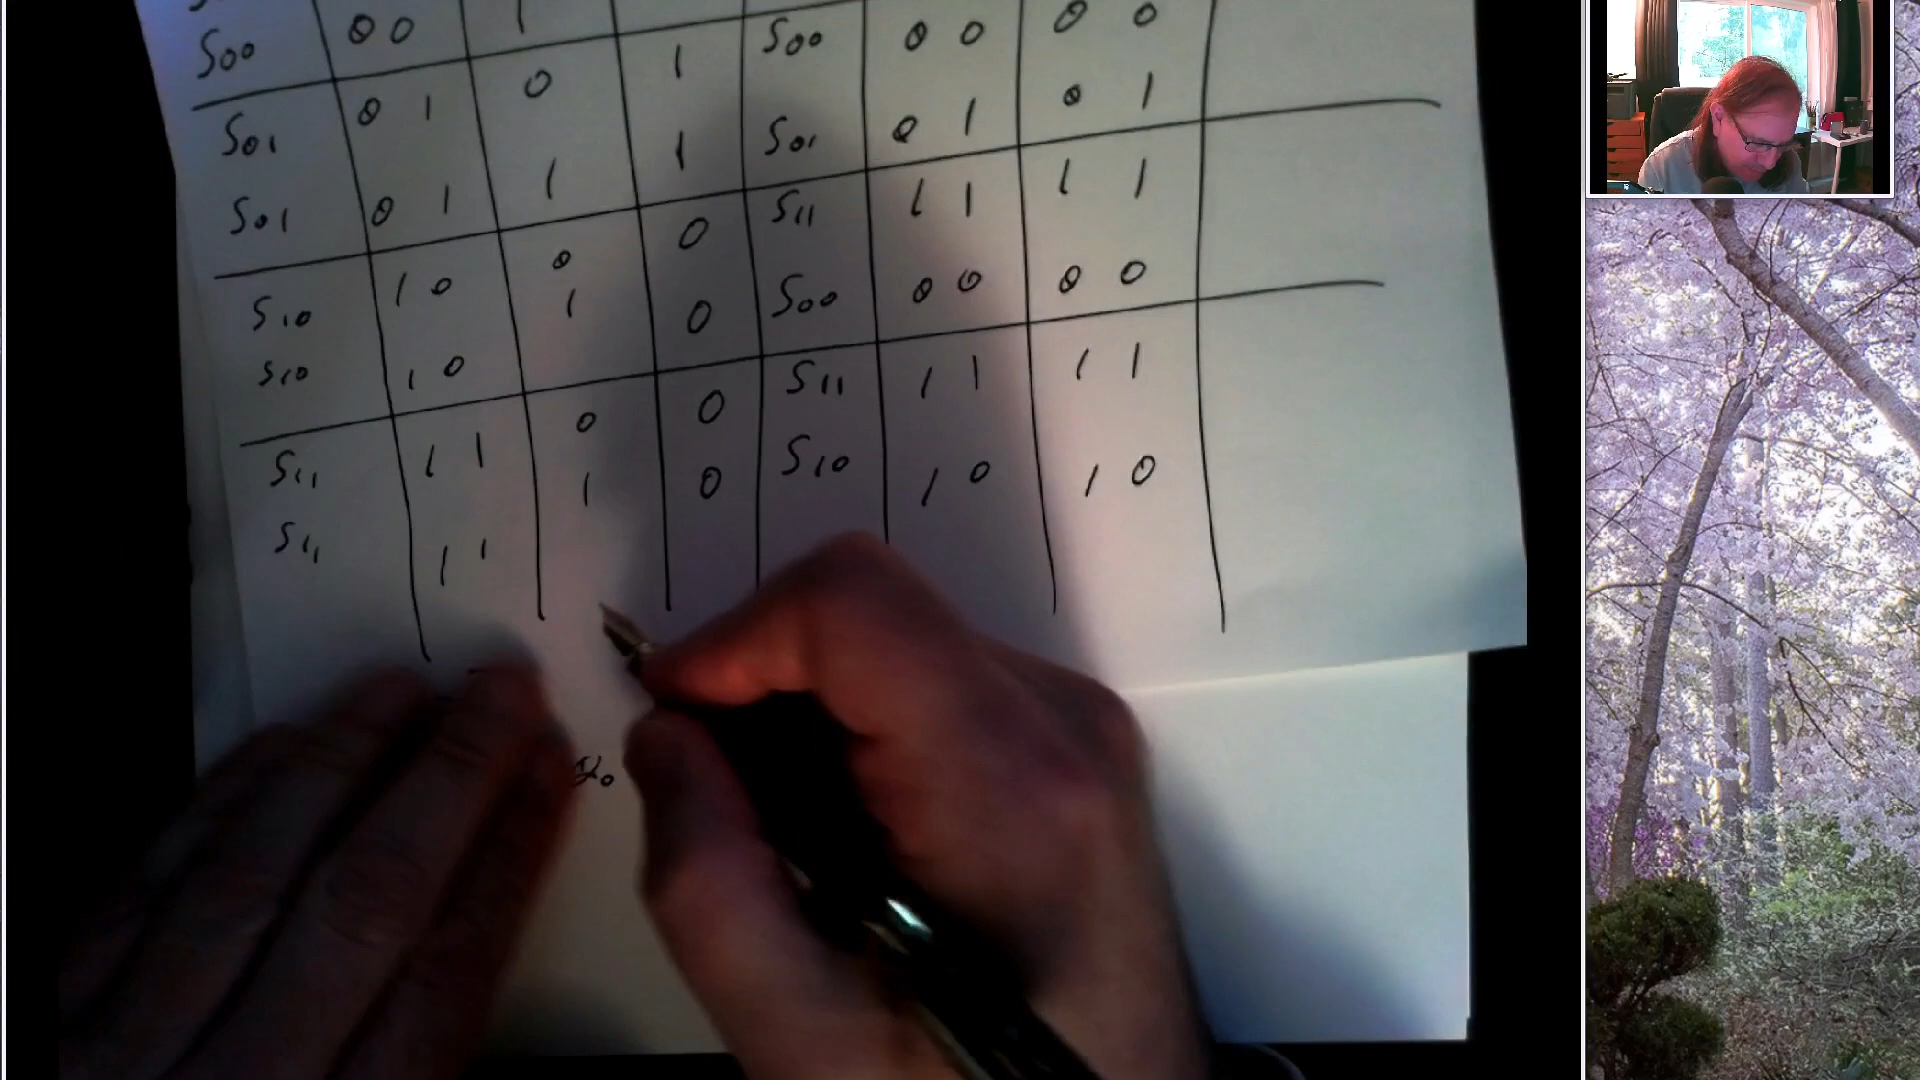 S00 0 0 1
S01 0 1 0 1 S00 0 0 0 0
S01 0 1 1 1 S01 0 1 0 1
S10 1 0 0 0 S11 1 1 1 1
S10 1 0 1 0 S00 0 0 0 0
S11 1 1 0 0 S11 1 1 1 1
S11 1 1 1 0 S10 1 0 1 0